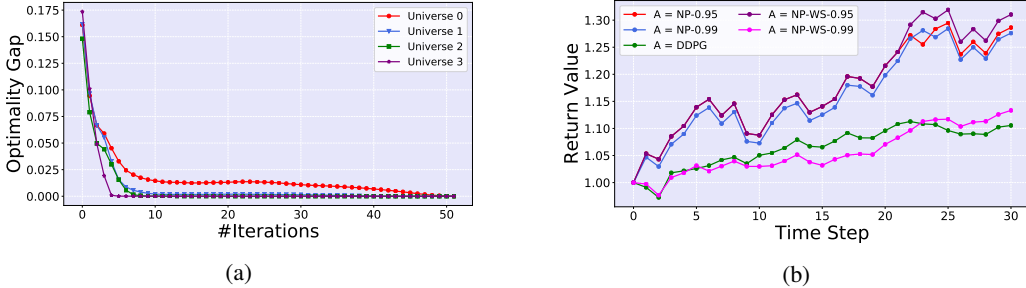 Optimality Gap
0.175
0.150
0.125
0.100
0.075
0.050
0.025
0.000
0
10
20
30
40
50
#Iterations
Universe 0
Universe 1
Universe 2
Universe 3
(a)
Return Value
1.30
1.25
1.20
1.15
1.10
1.05
1.00
0
5
10
15
20
25
30
Time Step
A = NP-0.95
A = NP-0.99
A = DDPG
A = NP-WS-0.95
A = NP-WS-0.99
(b)